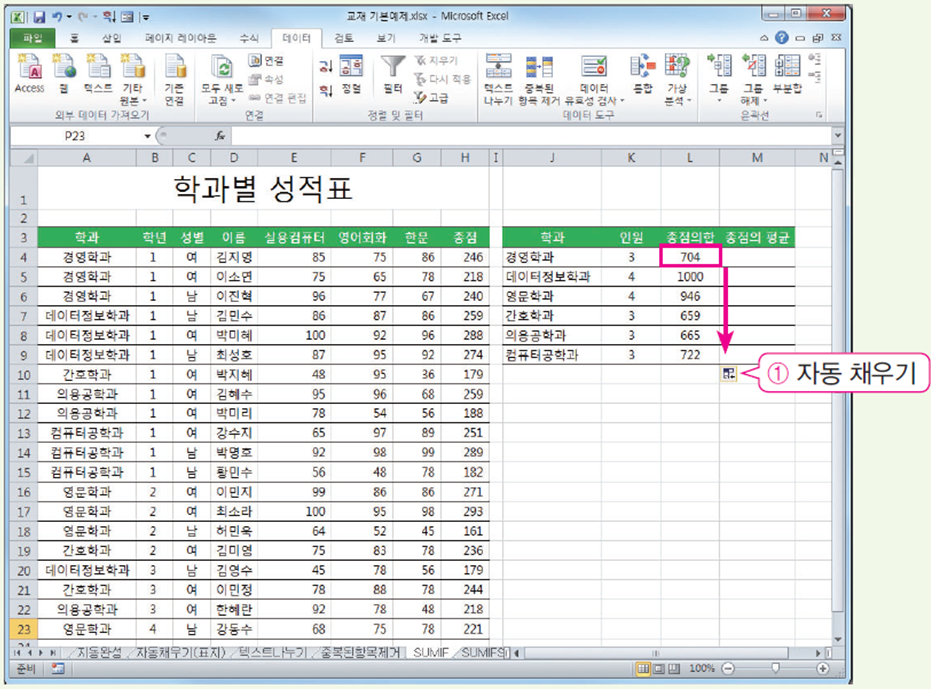 교재 기본예제.xlsx - Microsoft Excel
파일 홈 삽입 페이지 레이아웃 수식 데이터 검토 보기 개발 도구
Access 웹 텍스트 기타 원본 기존 연결 모두 새로 고침 연결 속성 연결 편집 정렬 필터 지우기 다시 적용 고급 텍스트 나누기 중복된 항목 제거 데이터 유효성 검사 통합 가상 분석 그룹 그룹 해제 부분합
외부 데이터 가져오기 연결 정렬 및 필터 데이터 도구 윤곽선
P23 fx
A B C D E F G H I J K L M N
1 학과별 성적표
2
3 학과 학년 성별 이름 실용컴퓨터 영어회화 한문 총점 학과 인원 총점의합 총점의 평균
4 경영학과 1 여 김지영 85 75 86 246 경영학과 3 704
5 경영학과 1 여 이소연 75 65 78 218 데이터정보학과 4 1000
6 경영학과 1 남 이진혁 96 77 67 240 영문학과 4 946
7 데이터정보학과 1 남 김민수 86 87 86 259 간호학과 3 659
8 데이터정보학과 1 여 박미혜 100 92 96 288 의용공학과 3 665
9 데이터정보학과 1 남 최성호 87 95 92 274 컴퓨터공학과 3 722
10 간호학과 1 여 박지혜 48 95 36 179
① 자동 채우기
11 의용공학과 1 여 김혜수 95 96 68 259
12 의용공학과 1 여 박미리 78 54 56 188
13 컴퓨터공학과 1 여 강수지 65 97 89 251
14 컴퓨터공학과 1 남 박명호 92 98 99 289
15 컴퓨터공학과 1 남 황민수 56 48 78 182
16 영문학과 2 여 이민지 99 86 86 271
17 영문학과 2 여 최소라 100 95 98 293
18 영문학과 2 남 허민욱 64 52 45 161
19 간호학과 2 여 김미영 75 83 78 236
20 데이터정보학과 3 남 김영수 45 78 56 179
21 간호학과 3 여 이민정 78 88 78 244
22 의용공학과 3 여 한혜란 92 78 48 218
23 영문학과 4 남 강동수 68 75 78 221
자동완성 자동채우기(표지) 텍스트나누기 중복된항목제거 SUMIF SUMIFS
준비 100%